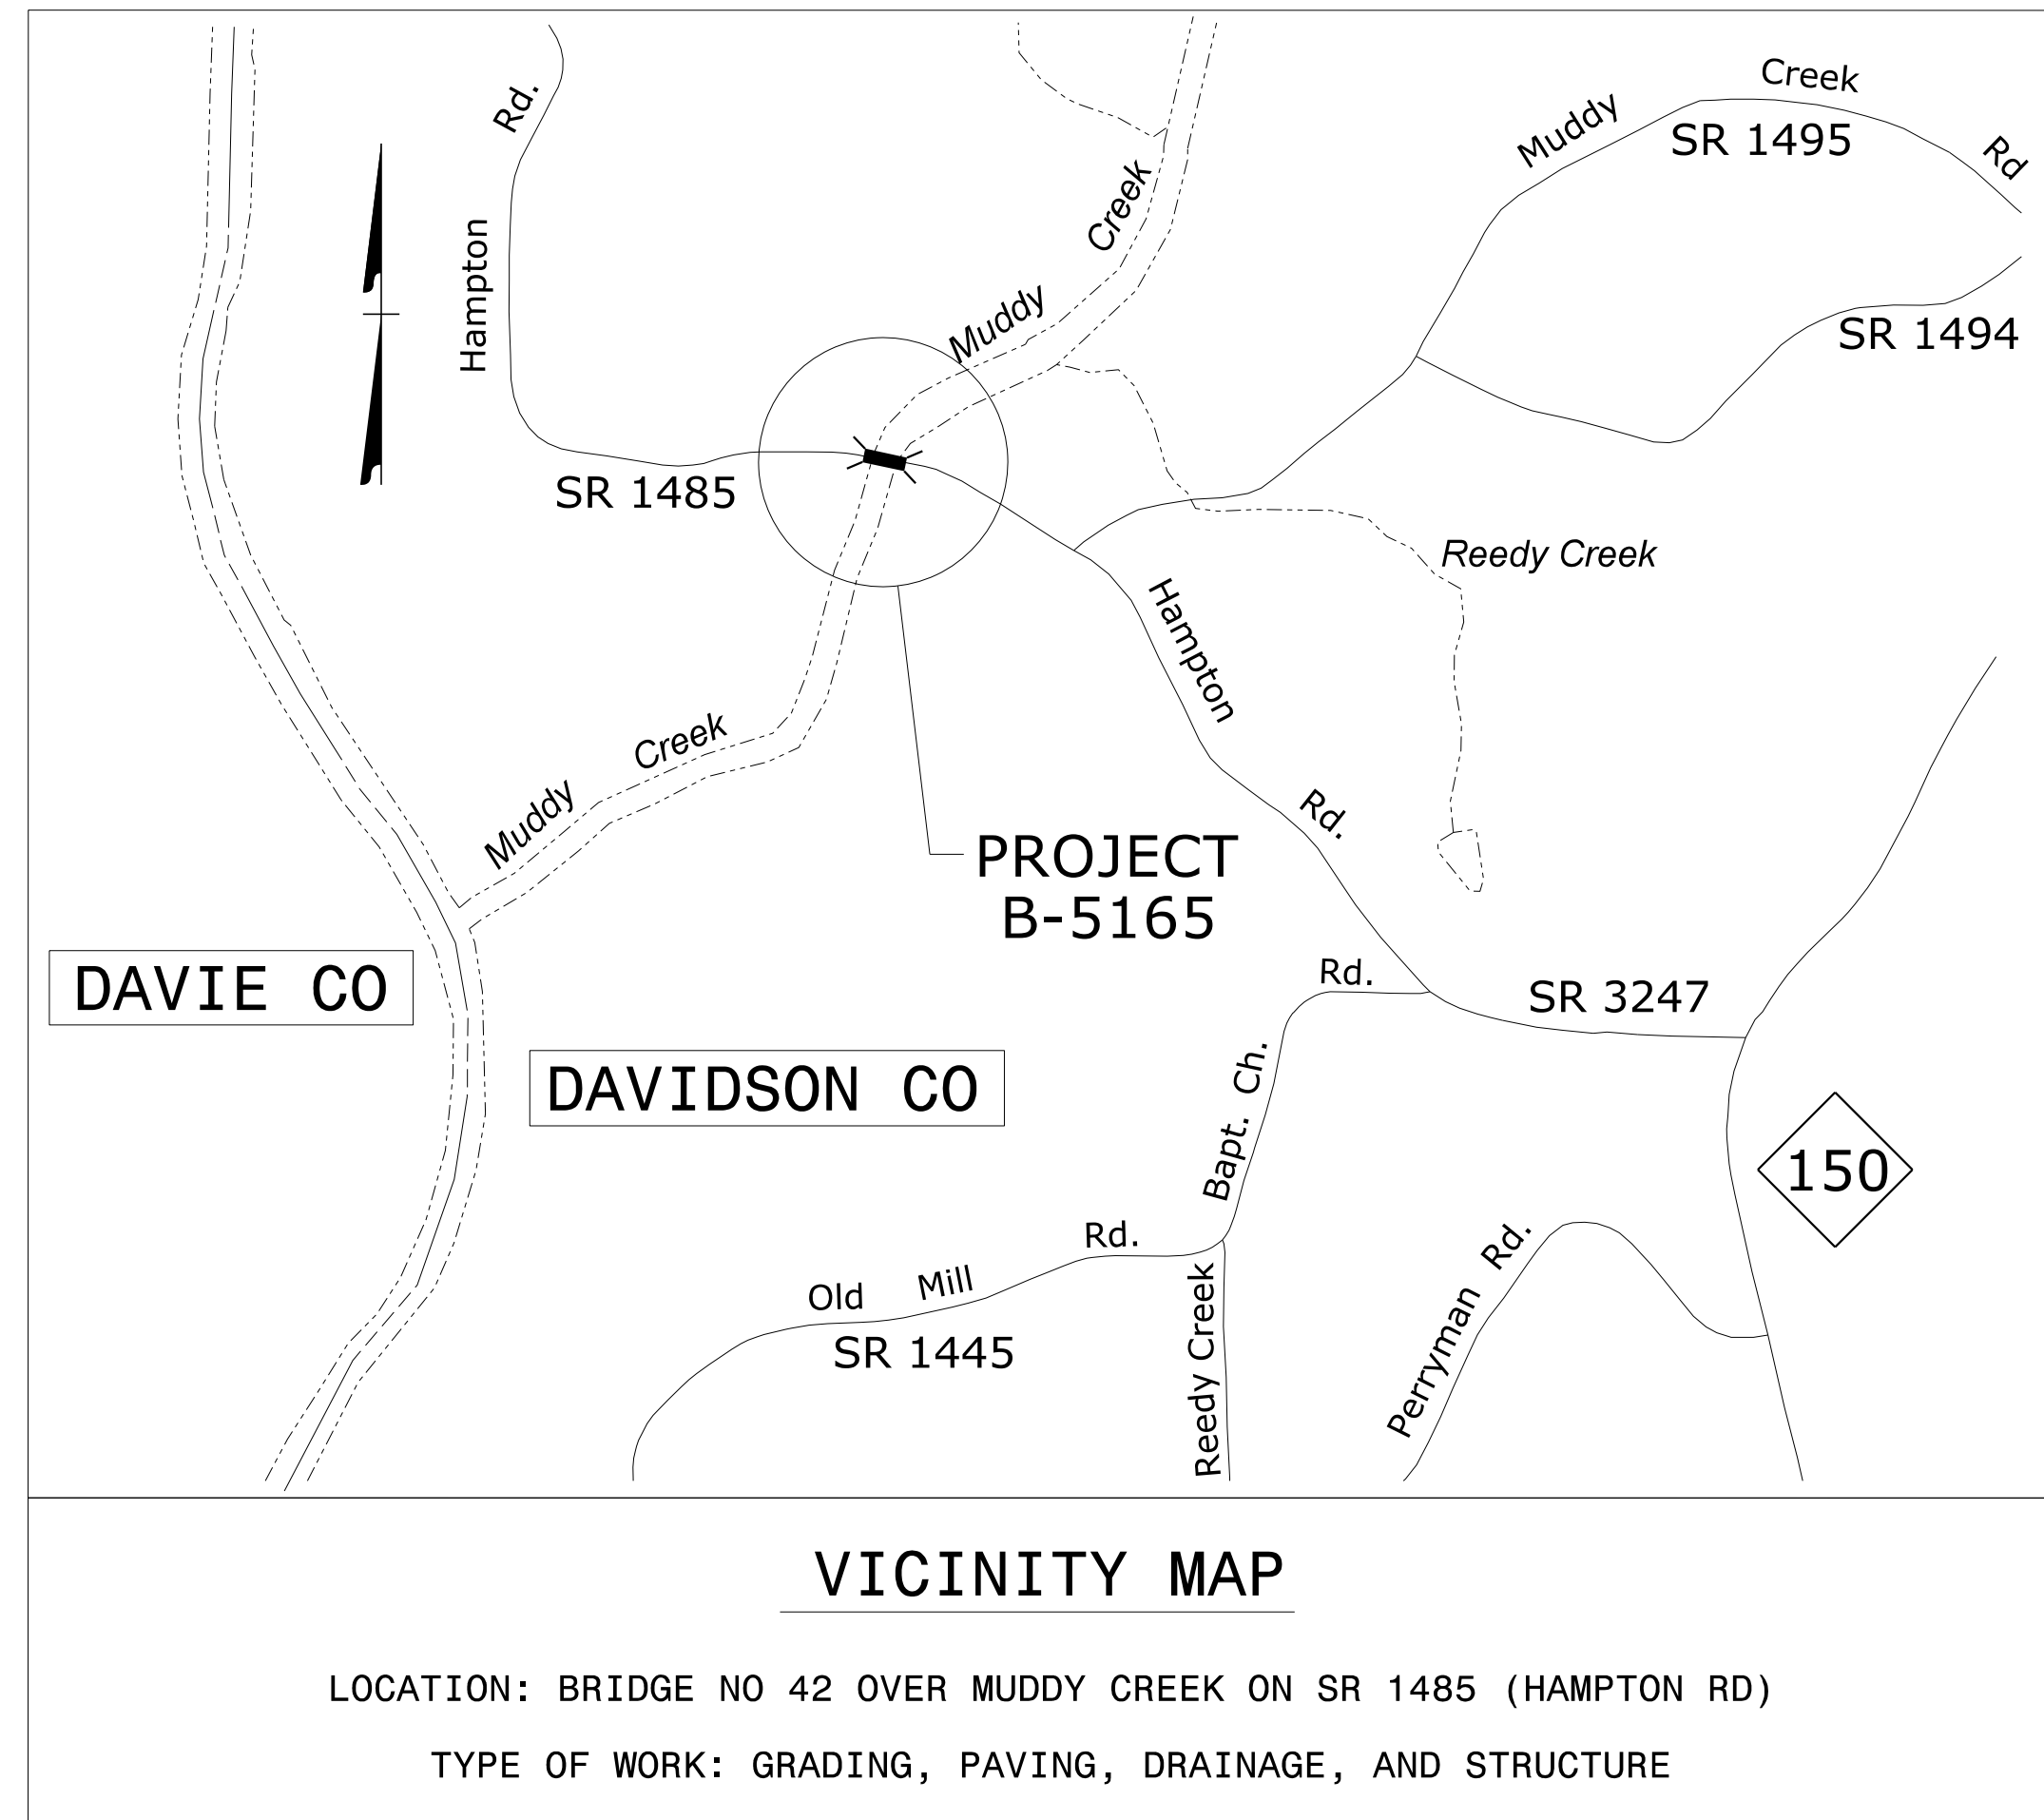 Rd.
Hampton
SR 1485
Muddy
Creek
Muddy
Creek
Rd
SR 1495
SR 1494
Reedy Creek
Hampton
Rd.
Muddy
Creek
PROJECT
B-5165
DAVIE CO
DAVIDSON CO
Rd.
SR 3247
Bapt. Ch.
Reedy Creek
150
Old Mill Rd.
SR 1445
Perryman Rd.
VICINITY MAP
LOCATION: BRIDGE NO 42 OVER MUDDY CREEK ON SR 1485 (HAMPTON RD)
TYPE OF WORK: GRADING, PAVING, DRAINAGE, AND STRUCTURE